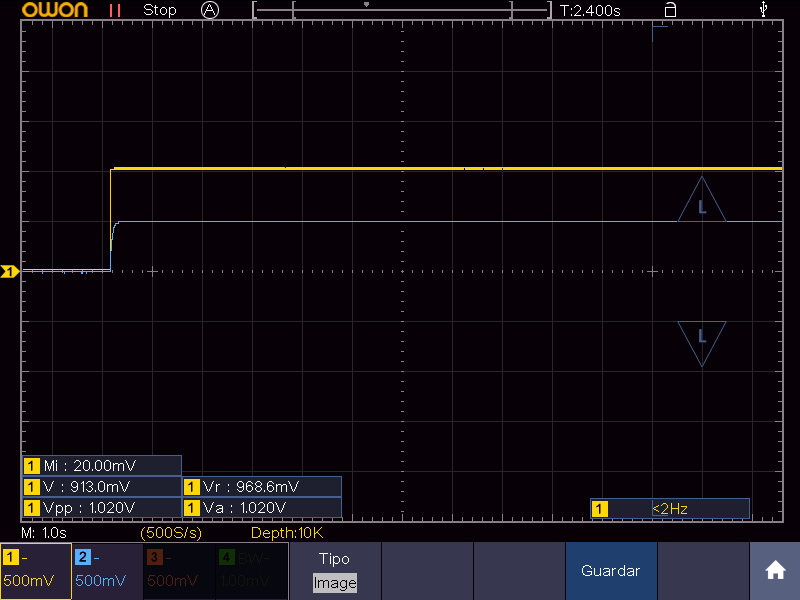 OWON Stop A T:2.400s
L
1
L
1 Mi : 20.00mV
1 V : 913.0mV 1 Vr : 968.6mV
1 Vpp : 1.020V 1 Va : 1.020V 1 <2Hz
M: 1.0s (500S/s) Depth:10K
1 - 2 - 3 - 4 BW- Tipo
500mV 500mV 500mV 1.00mV Image Guardar